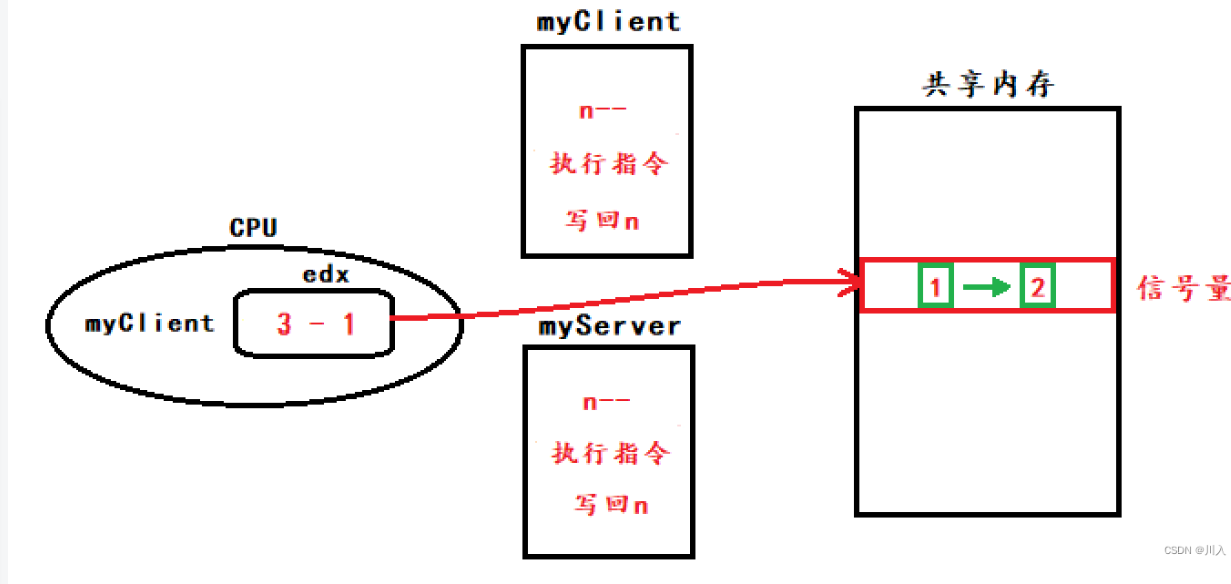 myClient
n--
执行指令
写回n
共享内存
CPU
edx
myClient
3 - 1
1
2
信号量
myServer
n--
执行指令
写回n
CSDN @川入